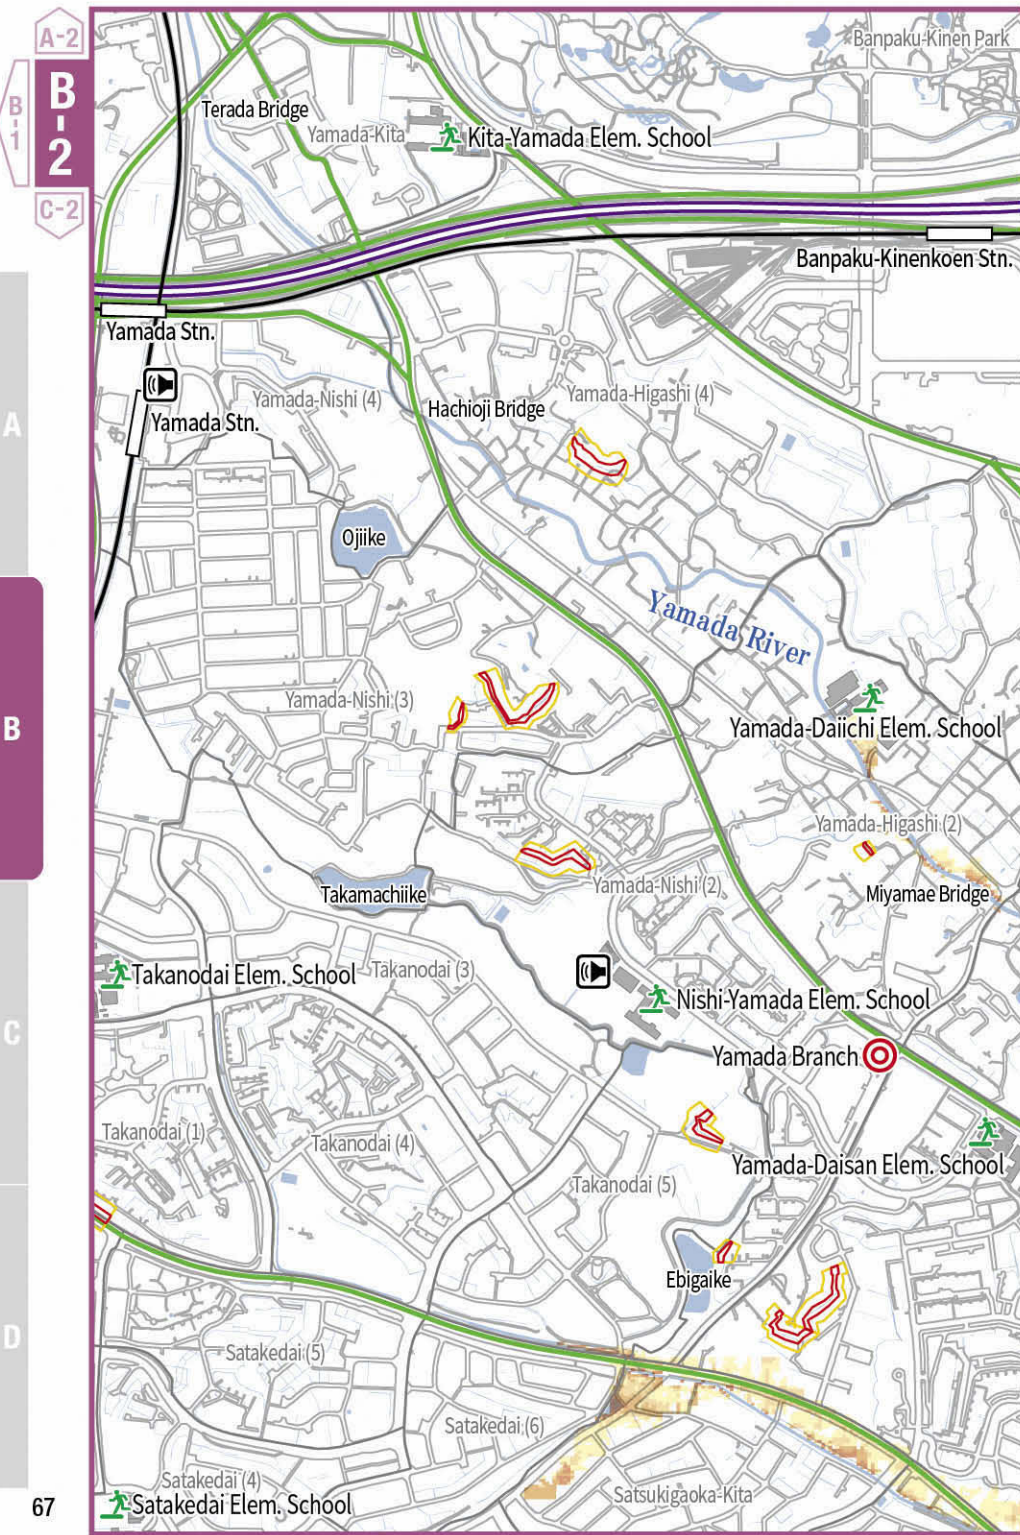 A-2
Banpaku-Kinen Park
B-2
B-1
Terada Bridge
Yamada-Kita
Kita-Yamada Elem. School
C-2
Banpaku-Kinenkoen Stn.
Yamada Stn.
Yamada-Nishi (4)
Hachioji Bridge
Yamada-Higashi (4)
Yamada Stn.
A
Ojiike
Yamada River
Yamada-Nishi (3)
B
Yamada-Daiichi Elem. School
Yamada-Higashi (2)
Yamada-Nishi (2)
Takamachiike
Miyamae Bridge
Takanodai Elem. School
Takanodai (3)
Nishi-Yamada Elem. School
C
Yamada Branch
Takanodai (1)
Takanodai (4)
Yamada-Daisan Elem. School
Takanodai (5)
Ebigaike
D
Satakedai (5)
Satakedai (6)
Satakedai (4)
Satsukigaoka-Kita
67
Satakedai Elem. School